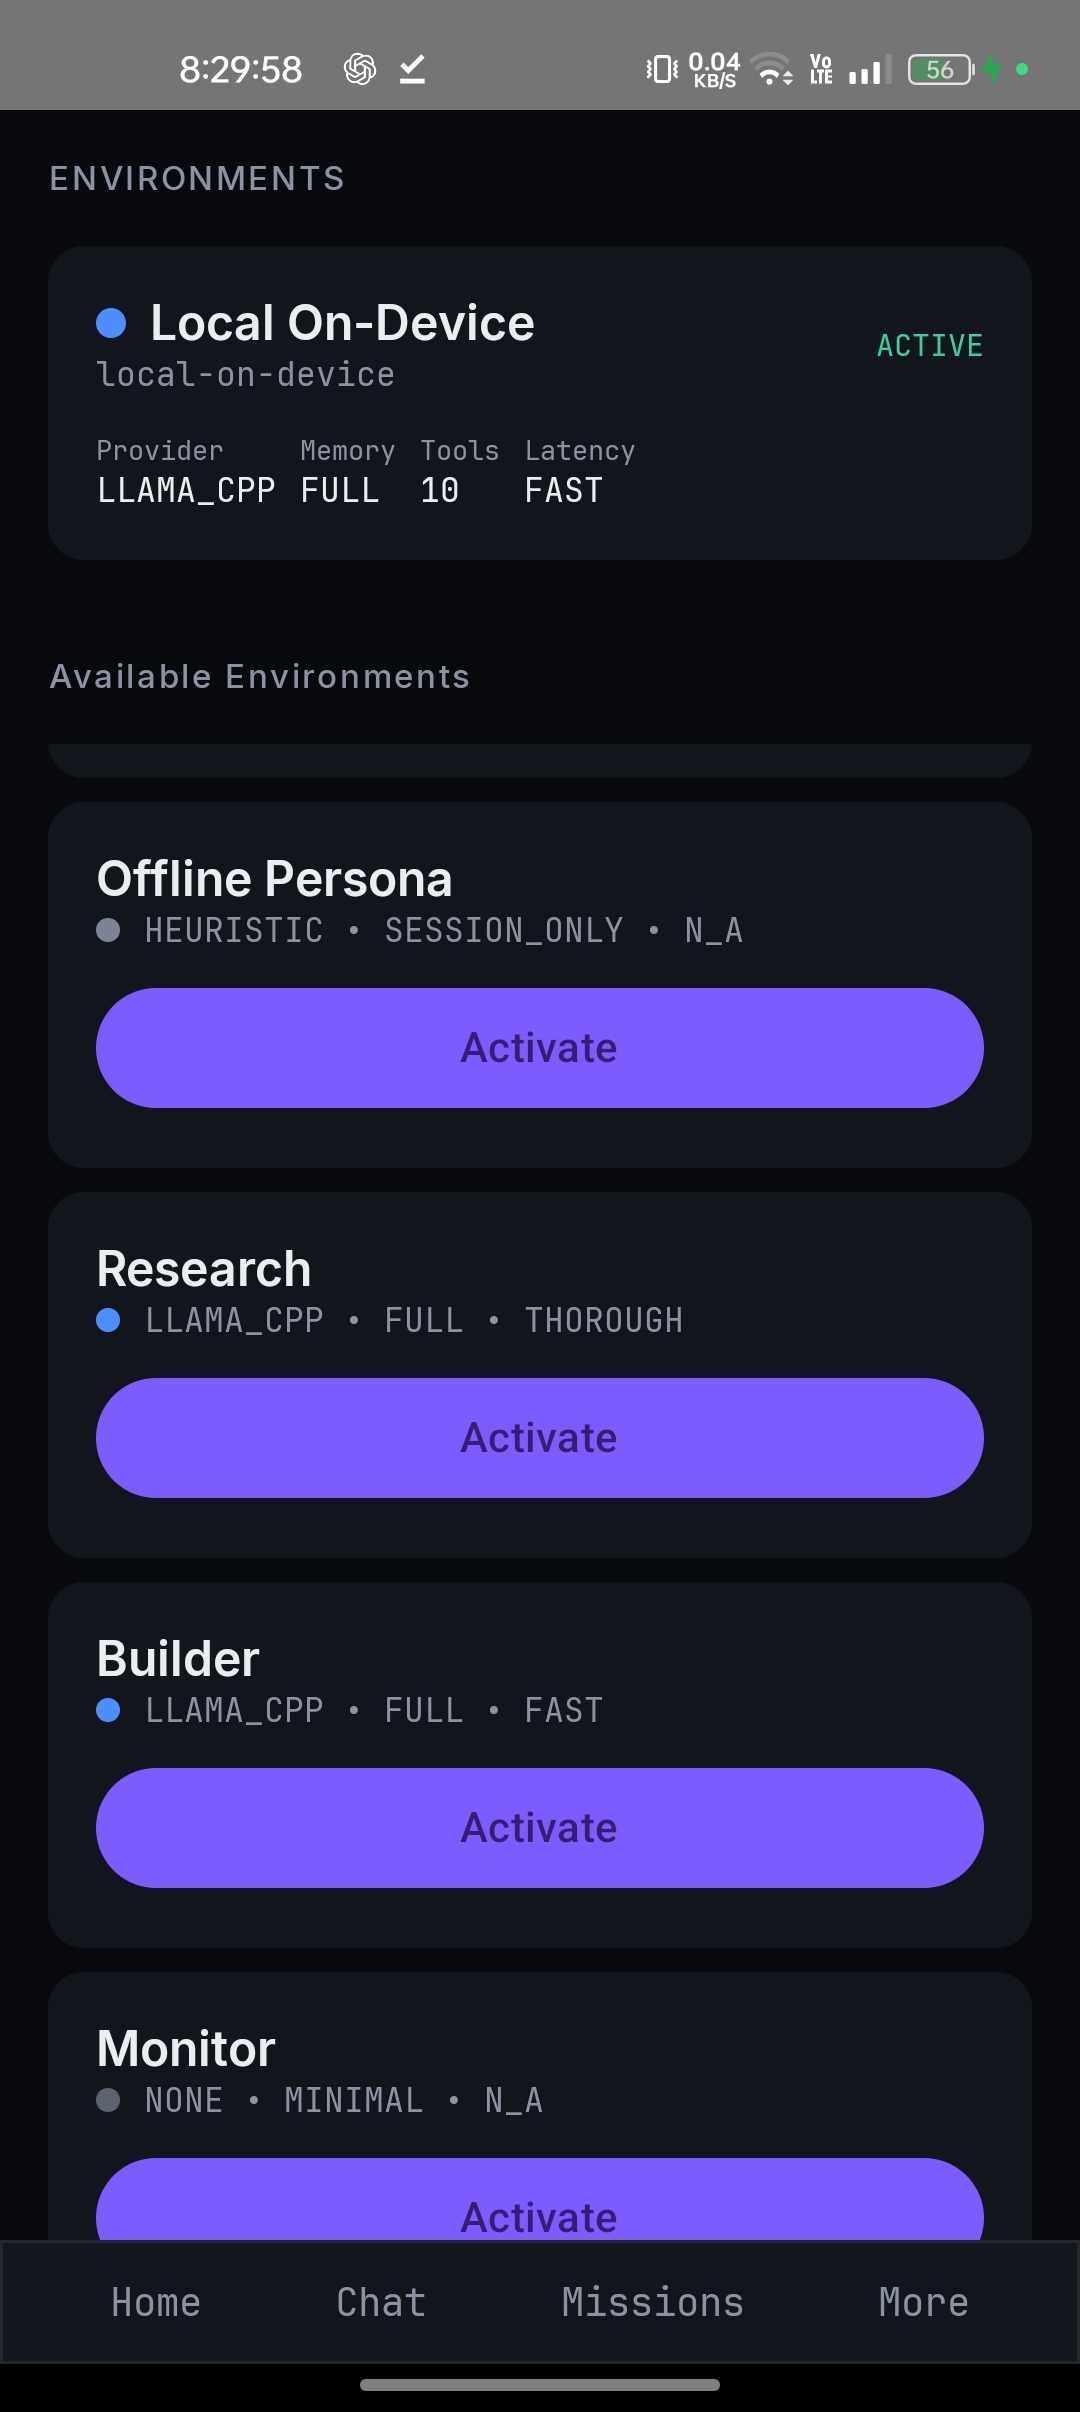 8:29:58
0.04
KB/S
Vo
LTE
56
ENVIRONMENTS
Local On-Device
ACTIVE
local-on-device
Provider Memory Tools Latency
LLAMA_CPP FULL 10 FAST
Available Environments
Offline Persona
HEURISTIC • SESSION_ONLY • N_A
Activate
Research
LLAMA_CPP • FULL • THOROUGH
Activate
Builder
LLAMA_CPP • FULL • FAST
Activate
Monitor
NONE • MINIMAL • N_A
Activate
Home Chat Missions More